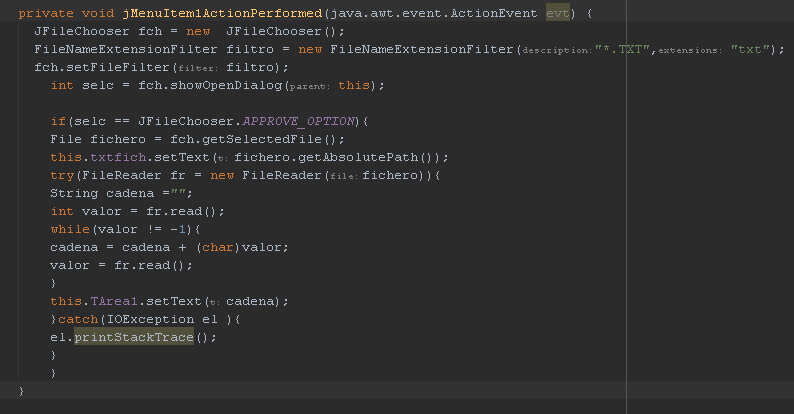 private void jMenuItem1ActionPerformed(java.awt.event.ActionEvent evt) {
JFileChooser fch = new  JFileChooser();
FileNameExtensionFilter filtro = new FileNameExtensionFilter(description:"*.TXT",extensions: "txt");
fch.setFileFilter(filter: filtro);
int selc = fch.showOpenDialog(parent: this);
if(selc == JFileChooser.APPROVE_OPTION){
File fichero = fch.getSelectedFile();
this.txtfich.setText(t: fichero.getAbsolutePath());
try(FileReader fr = new FileReader(file: fichero)){
String cadena ="";
int valor = fr.read();
while(valor != -1){
cadena = cadena + (char)valor;
valor = fr.read();
}
this.TArea1.setText(t: cadena);
}catch(IOException el ){
el.printStackTrace();
}
}
}